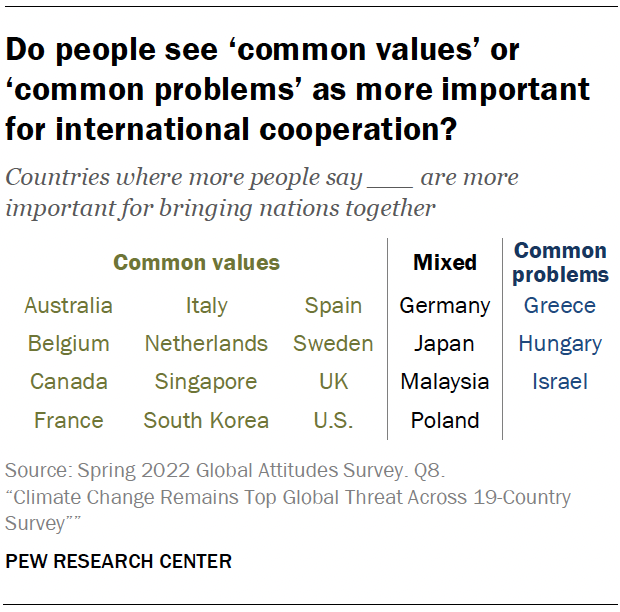 Do people see ‘common values’ or
‘common problems’ as more important
for international cooperation?
Countries where more people say ___ are more
important for bringing nations together
Common values Mixed Common problems
Australia Italy Spain Germany Greece
Belgium Netherlands Sweden Japan Hungary
Canada Singapore UK Malaysia Israel
France South Korea U.S. Poland
Source: Spring 2022 Global Attitudes Survey. Q8.
“Climate Change Remains Top Global Threat Across 19-Country
Survey””
PEW RESEARCH CENTER